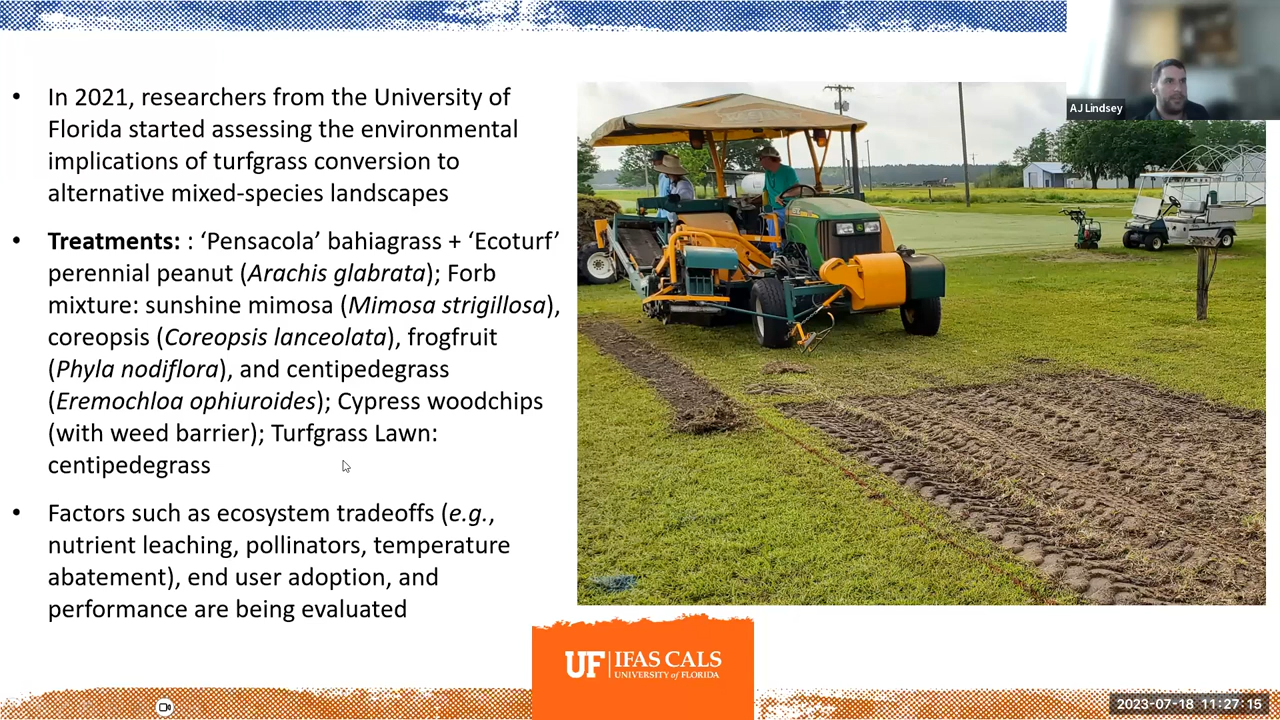 • In 2021, researchers from the University of
Florida started assessing the environmental
implications of turfgrass conversion to
alternative mixed-species landscapes
• Treatments: : ‘Pensacola’ bahiagrass + ‘Ecoturf’
perennial peanut (Arachis glabrata); Forb
mixture: sunshine mimosa (Mimosa strigillosa),
coreopsis (Coreopsis lanceolata), frogfruit
(Phyla nodiflora), and centipedegrass
(Eremochloa ophiuroides); Cypress woodchips
(with weed barrier); Turfgrass Lawn:
centipedegrass
• Factors such as ecosystem tradeoffs (e.g.,
nutrient leaching, pollinators, temperature
abatement), end user adoption, and
performance are being evaluated
AJ Lindsey
UF IFAS CALS
UNIVERSITY of FLORIDA
2023-07-18 11:27:15